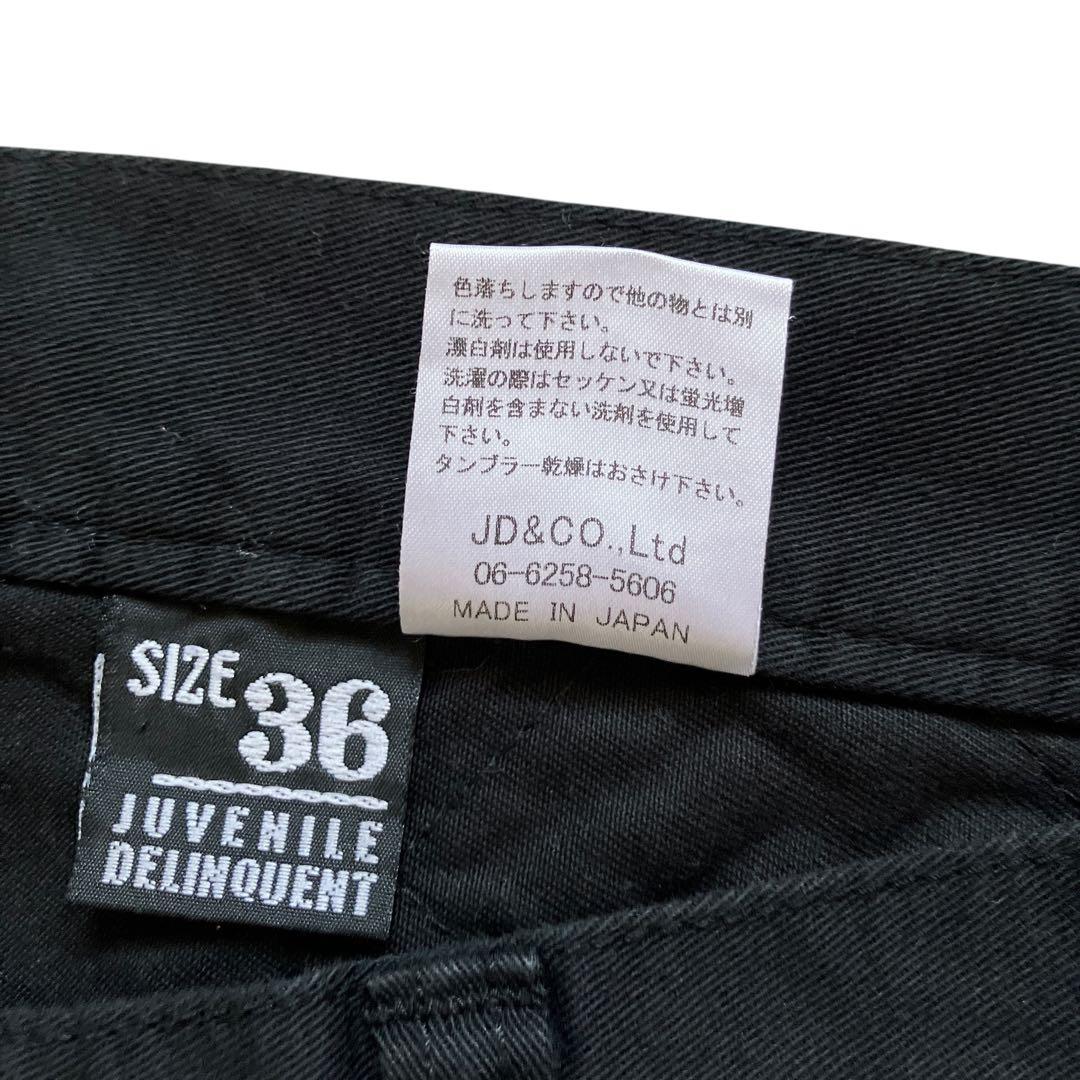 色落ちしますので他の物とは別
に洗って下さい。
漂白剤は使用しないで下さい。
洗濯の際はセッケン又は蛍光増
白剤を含まない洗剤を使用して
下さい。
タンブラー乾燥はおさけ下さい。
JD&CO.,Ltd
06-6258-5606
MADE IN JAPAN
SIZE 36
JUVENILE
DELINQUENT